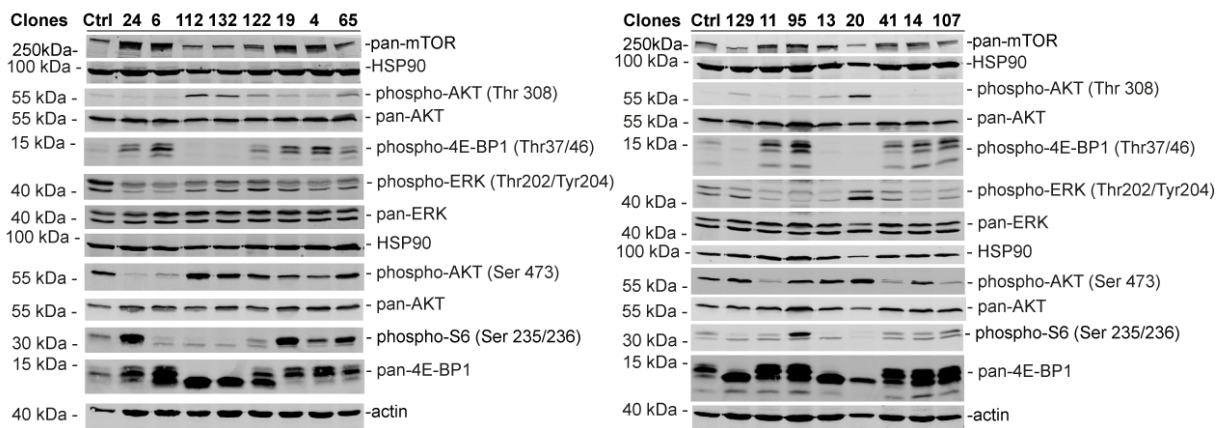 Clones Ctrl 24 6 112 132 122 19 4 65
250kDa- -pan-mTOR
100 kDa - -HSP90
55 kDa - - phospho-AKT (Thr 308)
55 kDa - - pan-AKT
15 kDa - - phospho-4E-BP1 (Thr37/46)
40 kDa - - phospho-ERK (Thr202/Tyr204)
40 kDa - - pan-ERK
100 kDa - - HSP90
55 kDa - - phospho-AKT (Ser 473)
55 kDa - - pan-AKT
30 kDa - - phospho-S6 (Ser 235/236)
15 kDa - - pan-4E-BP1
40 kDa - -actin
Clones Ctrl 129 11 95 13 20 41 14 107
250kDa- -pan-mTOR
100 kDa - -HSP90
55 kDa - - phospho-AKT (Thr 308)
55 kDa - - pan-AKT
15 kDa - - phospho-4E-BP1 (Thr37/46)
40 kDa - - phospho-ERK (Thr202/Tyr204)
40 kDa - - pan-ERK
100 kDa - - HSP90
55 kDa - - phospho-AKT (Ser 473)
55 kDa - - pan-AKT
30 kDa - - phospho-S6 (Ser 235/236)
15 kDa - - pan-4E-BP1
40 kDa - - actin